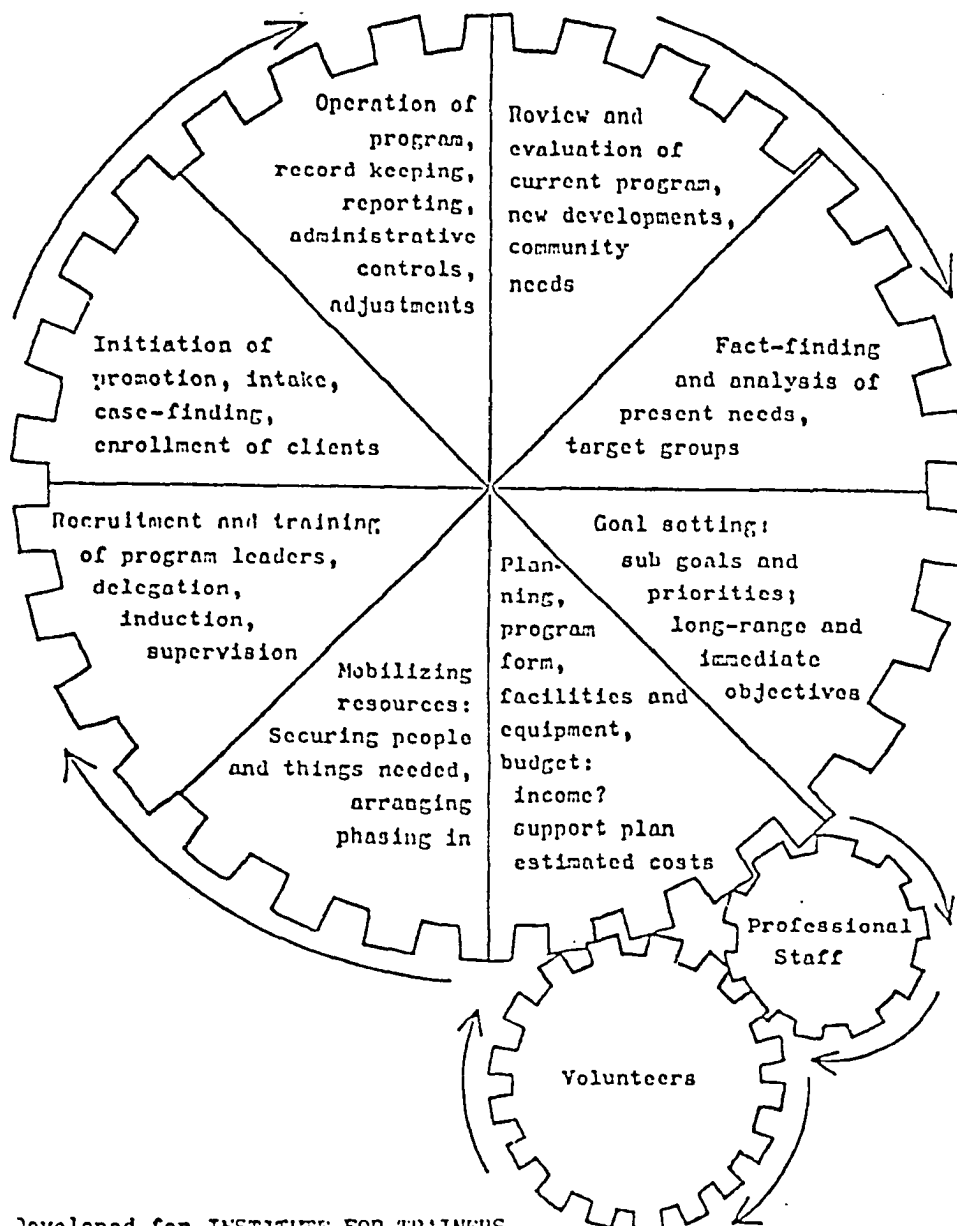 Operation of
program,
record keeping,
reporting,
administrative
controls,
adjustments
Review and
evaluation of
current program,
new developments,
community
needs
Fact-finding
and analysis of
present needs,
target groups
Goal setting:
sub goals and
priorities;
long-range and
immediate
objectives
Plan-
ning,
program
form,
facilities and
equipment,
budget:
income?
support plan
estimated costs
Mobilizing
resources:
Securing people
and things needed,
arranging
phasing in
Recruitment and training
of program leaders,
delegation,
induction,
supervision
Initiation of
promotion, intake,
case-finding,
enrollment of clients
Professional
Staff
Volunteers
Developed for INSTITUTE FOR TRAINERS